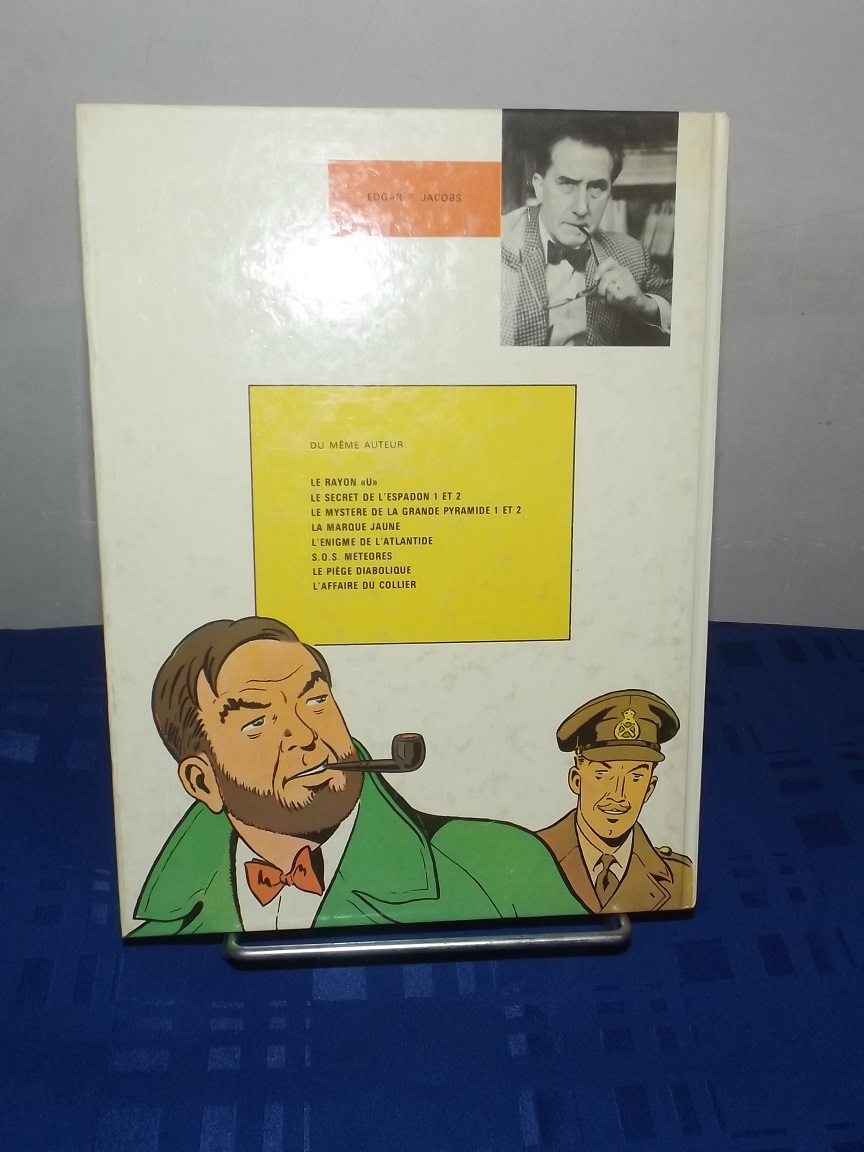 EDGAR P. JACOBS
DU MÊME AUTEUR
LE RAYON «U»
LE SECRET DE L'ESPADON 1 ET 2
LE MYSTERE DE LA GRANDE PYRAMIDE 1 ET 2
LA MARQUE JAUNE
L'ENIGME DE L'ATLANTIDE
S.O.S. METEORES
LE PIÈGE DIABOLIQUE
L'AFFAIRE DU COLLIER